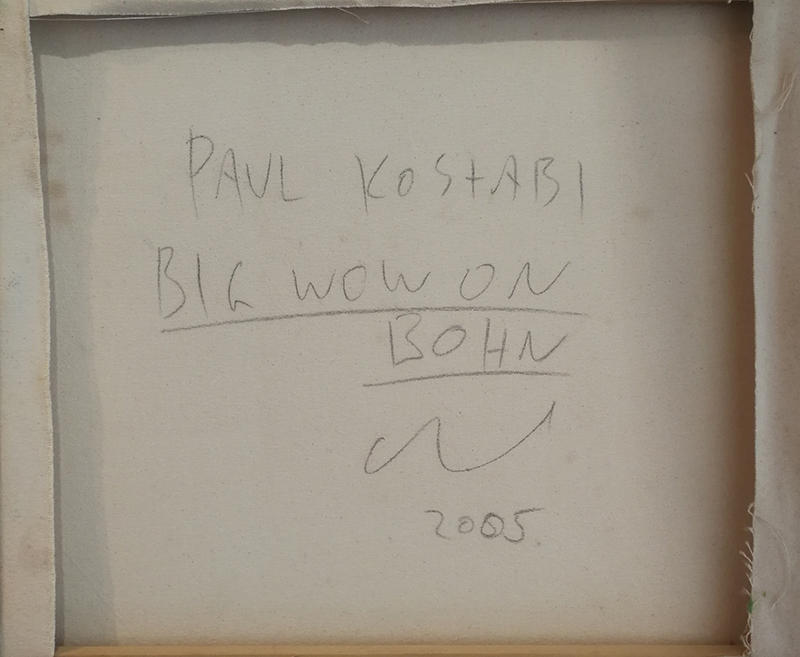 PAUL KOSTABI
BIG WOW ON
BOHN
2005